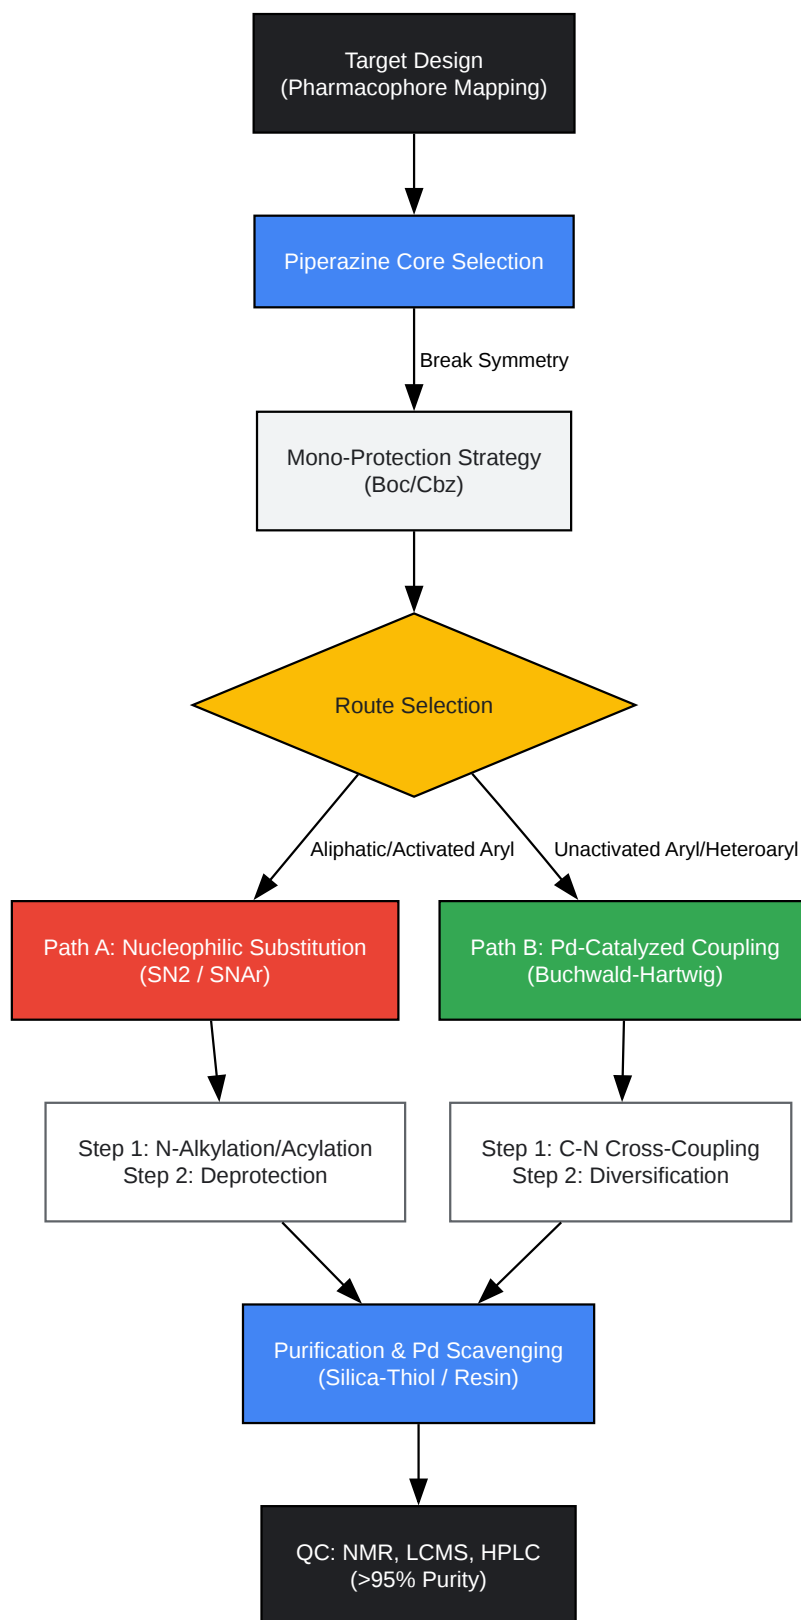 Target Design
(Pharmacophore Mapping)
Piperazine Core Selection
Break Symmetry
Mono-Protection Strategy
(Boc/Cbz)
Route Selection
Aliphatic/Activated Aryl
Unactivated Aryl/Heteroaryl
Path A: Nucleophilic Substitution
(SN2 / SNAr)
Path B: Pd-Catalyzed Coupling
(Buchwald-Hartwig)
Step 1: N-Alkylation/Acylation
Step 2: Deprotection
Step 1: C-N Cross-Coupling
Step 2: Diversification
Purification & Pd Scavenging
(Silica-Thiol / Resin)
QC: NMR, LCMS, HPLC
(>95% Purity)